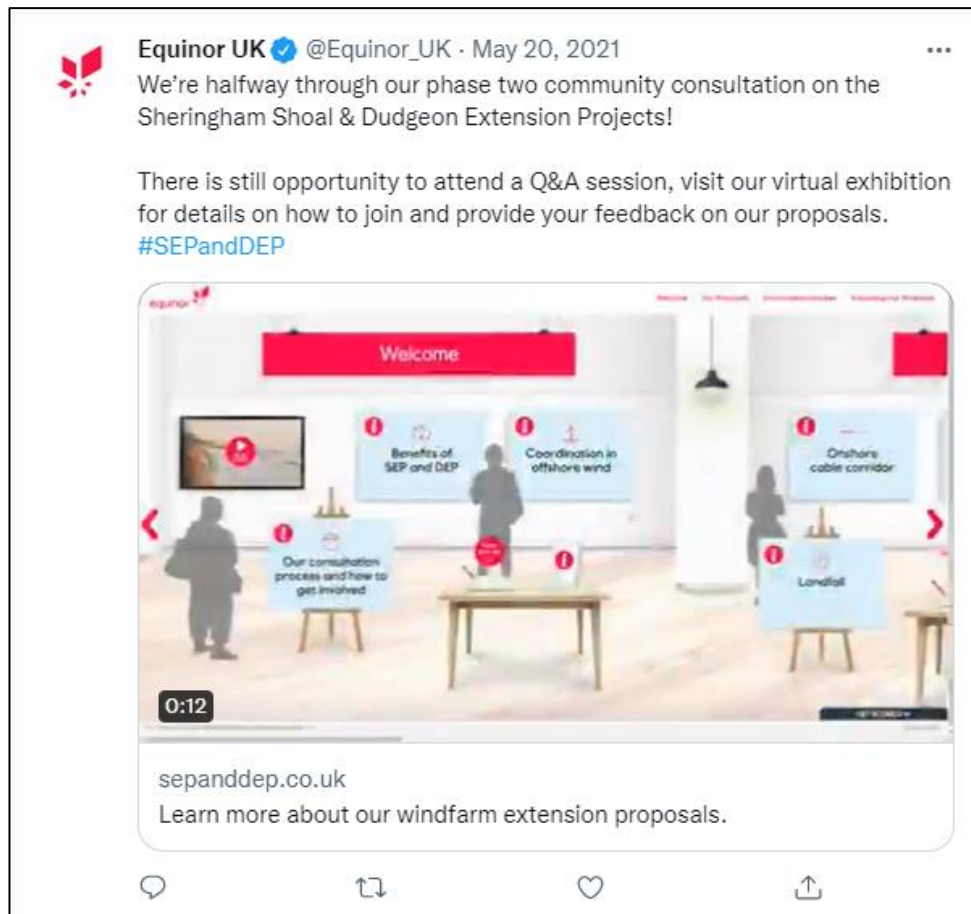 Equinor UK @Equinor_UK · May 20, 2021
We’re halfway through our phase two community consultation on the
Sheringham Shoal & Dudgeon Extension Projects!
There is still opportunity to attend a Q&A session, visit our virtual exhibition
for details on how to join and provide your feedback on our proposals.
#SEPandDEP
equinor
Welcome
Benefits of
SEP and DEP
Coordination in
offshore wind
Onshore
cable corridor
Our consultation
process and how to
get involved
Landfall
0:12
sepanddep.co.uk
Learn more about our windfarm extension proposals.